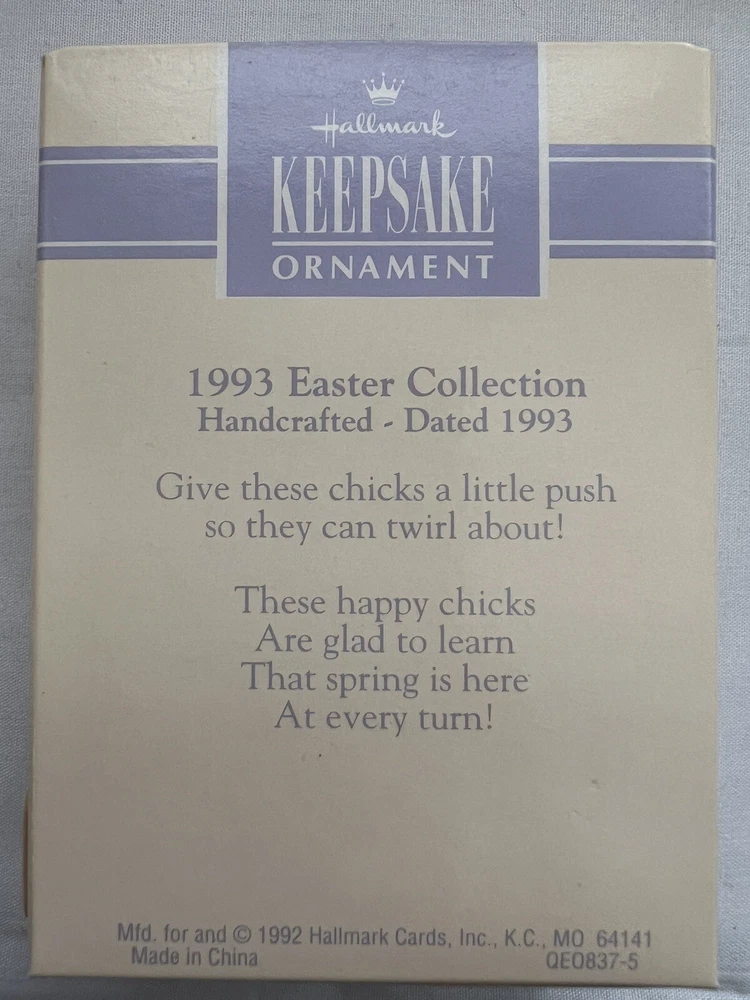 Hallmark
KEEPSAKE
ORNAMENT
1993 Easter Collection
Handcrafted - Dated 1993
Give these chicks a little push
so they can twirl about!
These happy chicks
Are glad to learn
That spring is here
At every turn!
Mfd. for and © 1992 Hallmark Cards, Inc., K.C., MO 64141
Made in China QEO837-5